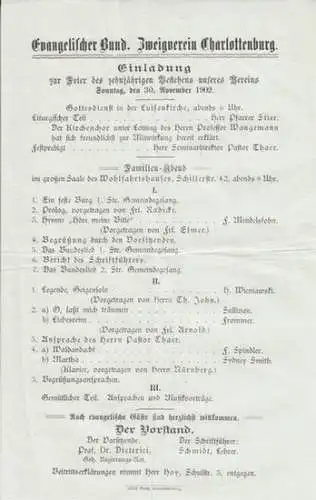 Evangelischer Bund. Zweigverein Charlottenburg.
Einladung
zur Feier des zehnjährigen Bestehens unseres Vereins
Sonntag, den 30. November 1902.
Gottesdienst in der Luisenkirche, abends 6 Uhr.
Liturgischer Teil Herr Pfarrer Stier.
Der Kirchenchor unter Leitung des Herrn Professor Wangemann
hat sich freundlichst zur Mitwirkung bereit erklärt.
Festpredigt Herr Seminardirektor Pastor Thaer.
Familien-Abend
im großen Saale des Wohlfahrtshauses, Schillerstr. 42, abends 8 Uhr.
I.
1. Ein feste Burg 1. Str. Gemeindegesang.
2. Prolog, vorgetragen von Frl. Radicke.
3. Hymne „Hör meine Bitte“ F. Mendelssohn.
(Vorgetragen von Frl. Elmer.)
4. Begrüßung durch den Vorsitzenden.
5. Das Bundeslied 1. Str. Gemeindegesang.
6. Bericht des Schriftführers.
7. Das Bundeslied 2. Str. Gemeindegesang.
II.
1. Legende, Geigensolo H. Wieniawski.
(Vorgetragen von Herrn Th. John.)
2. a) O, laßt mich träumen Sullivan.
b) Liebesreim Frommer.
(Vorgetragen von Frl. Arnold.)
3. Ansprache des Herrn Pastor Thaer.
4. a) Waldandacht F. Spindler.
b) Martha Sydney Smith.
(Klavier, vorgetragen von Herrn Nürnberg.)
5. Begrüßungsansprachen.
III.
Gemütlicher Teil. Ansprachen und Musikvorträge.
Auch evangelische Gäste sind herzlich willkommen.
Der Vorstand.
Der Vorsitzende. Der Schriftführer:
Prof. Dr. Dieterici, Schmidt, Lehrer.
Geh. Regierungs-Rat.
Beitrittserklärungen nimmt Herr Hoy, Schulstr. 5, entgegen.